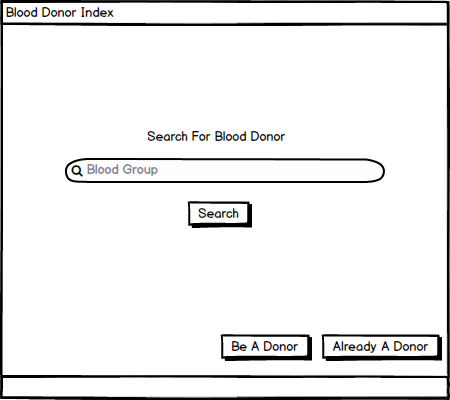 Blood Donor Index
Search For Blood Donor
Blood Group
Search
Be A Donor
Already A Donor